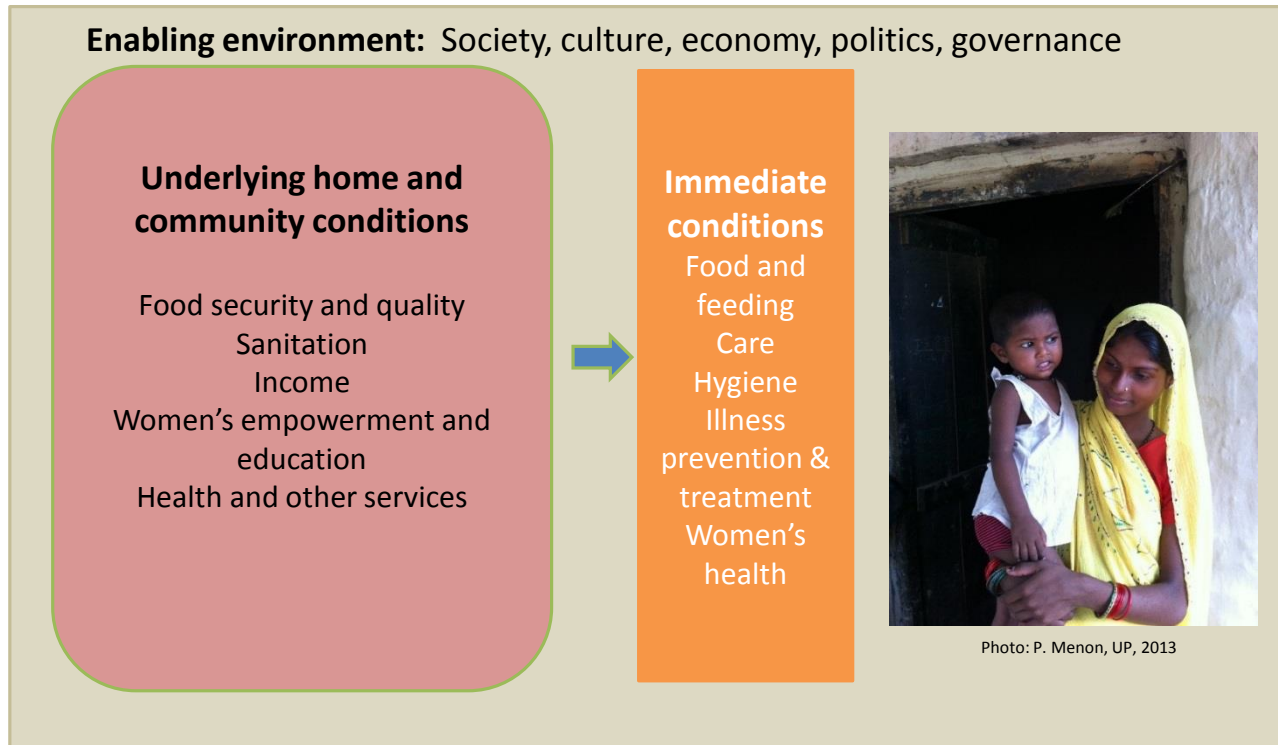 Enabling environment:  Society, culture, economy, politics, governance
Underlying home and
community conditions
Food security and quality
Sanitation
Income
Women’s empowerment and
education
Health and other services
Immediate
conditions
Food and
feeding
Care
Hygiene
Illness
prevention &
treatment
Women’s
health
Photo: P. Menon, UP, 2013